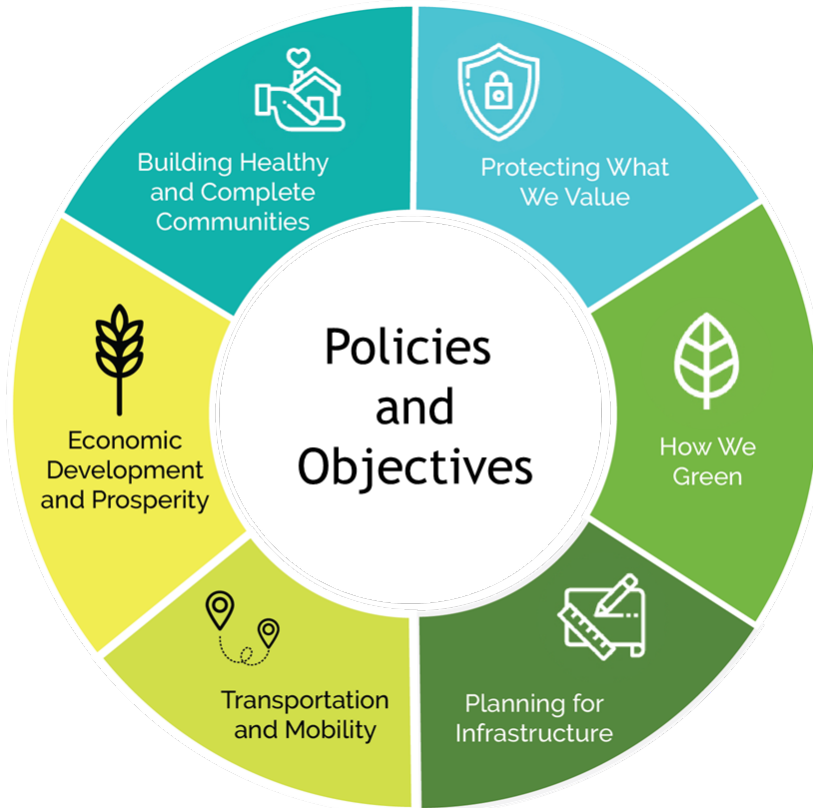 Building Healthy
and Complete
Communities
Protecting What
We Value
Economic
Development
and Prosperity
Policies
and
Objectives
How We
Green
Transportation
and Mobility
Planning for
Infrastructure